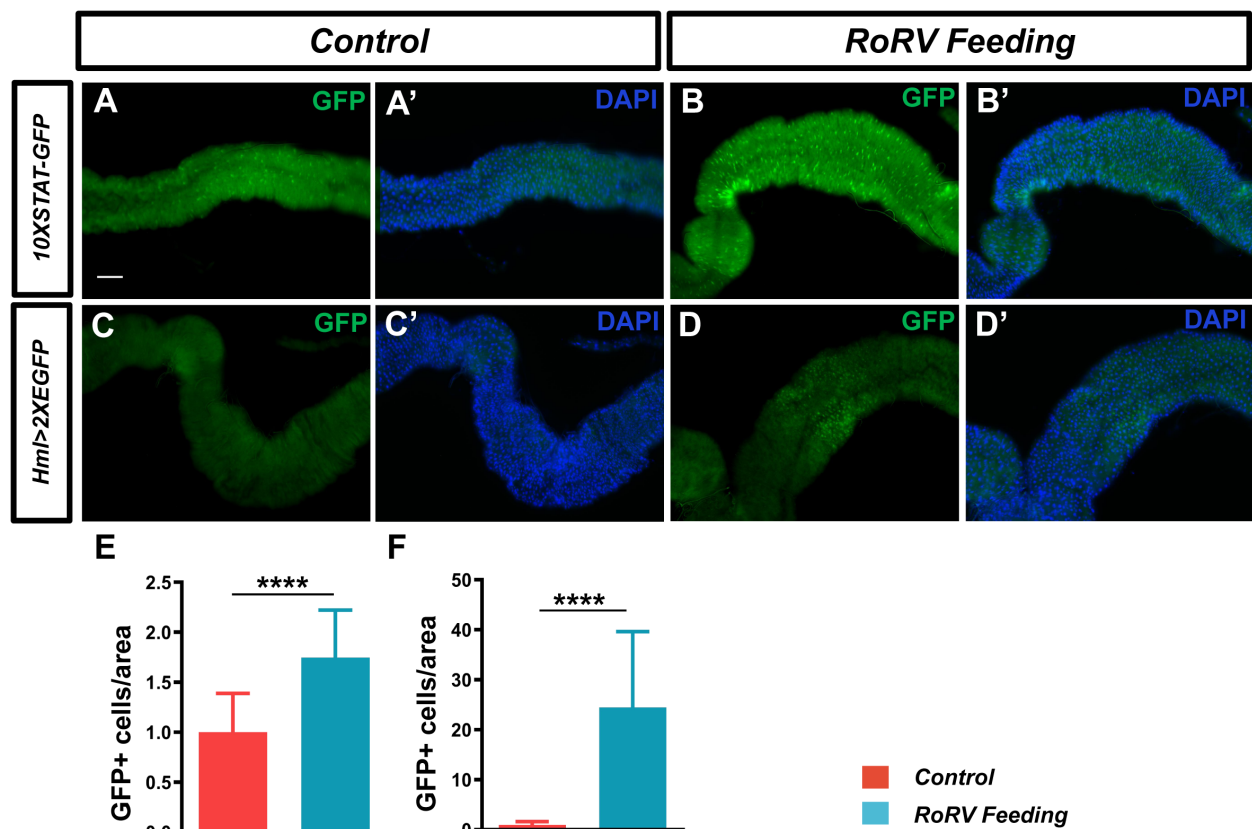 Control
RoRV Feeding
10XSTAT-GFP
A GFP
A’ DAPI
B GFP
B’ DAPI
Hml>2XEGFP
C GFP
C’ DAPI
D GFP
D’ DAPI
E
F
GFP+ cells/area
2.5
2.0
1.5
1.0
0.5
0.0
****
GFP+ cells/area
50
40
30
20
10
0
****
Control
RoRV Feeding